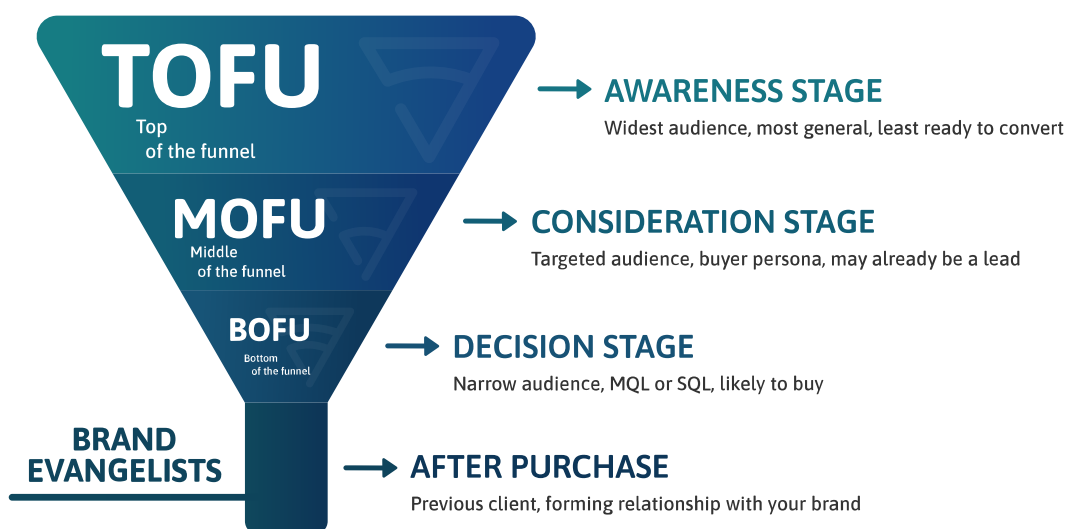 TOFU
Top
of the funnel
AWARENESS STAGE
Widest audience, most general, least ready to convert
MOFU
Middle
of the funnel
CONSIDERATION STAGE
Targeted audience, buyer persona, may already be a lead
BOFU
Bottom
of the funnel
DECISION STAGE
Narrow audience, MQL or SQL, likely to buy
BRAND
EVANGELISTS
AFTER PURCHASE
Previous client, forming relationship with your brand